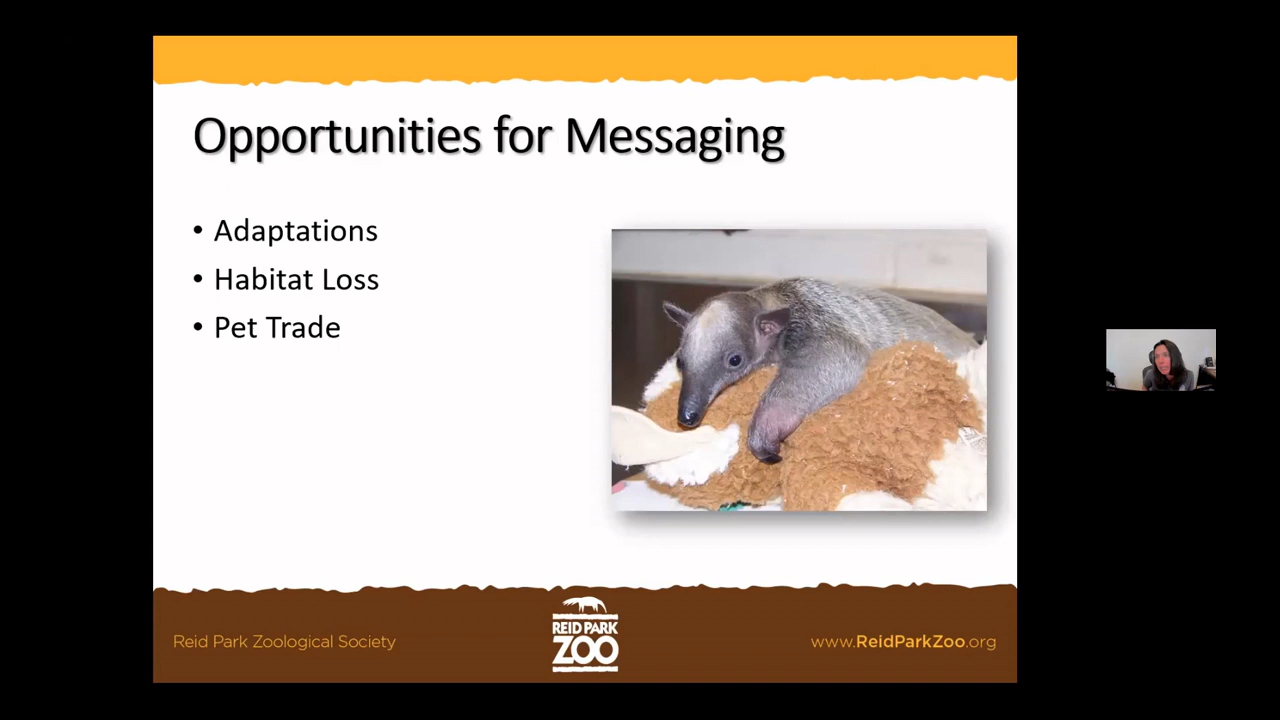 Opportunities for Messaging
• Adaptations
• Habitat Loss
• Pet Trade
Reid Park Zoological Society
REID PARK
ZOO
www.ReidParkZoo.org